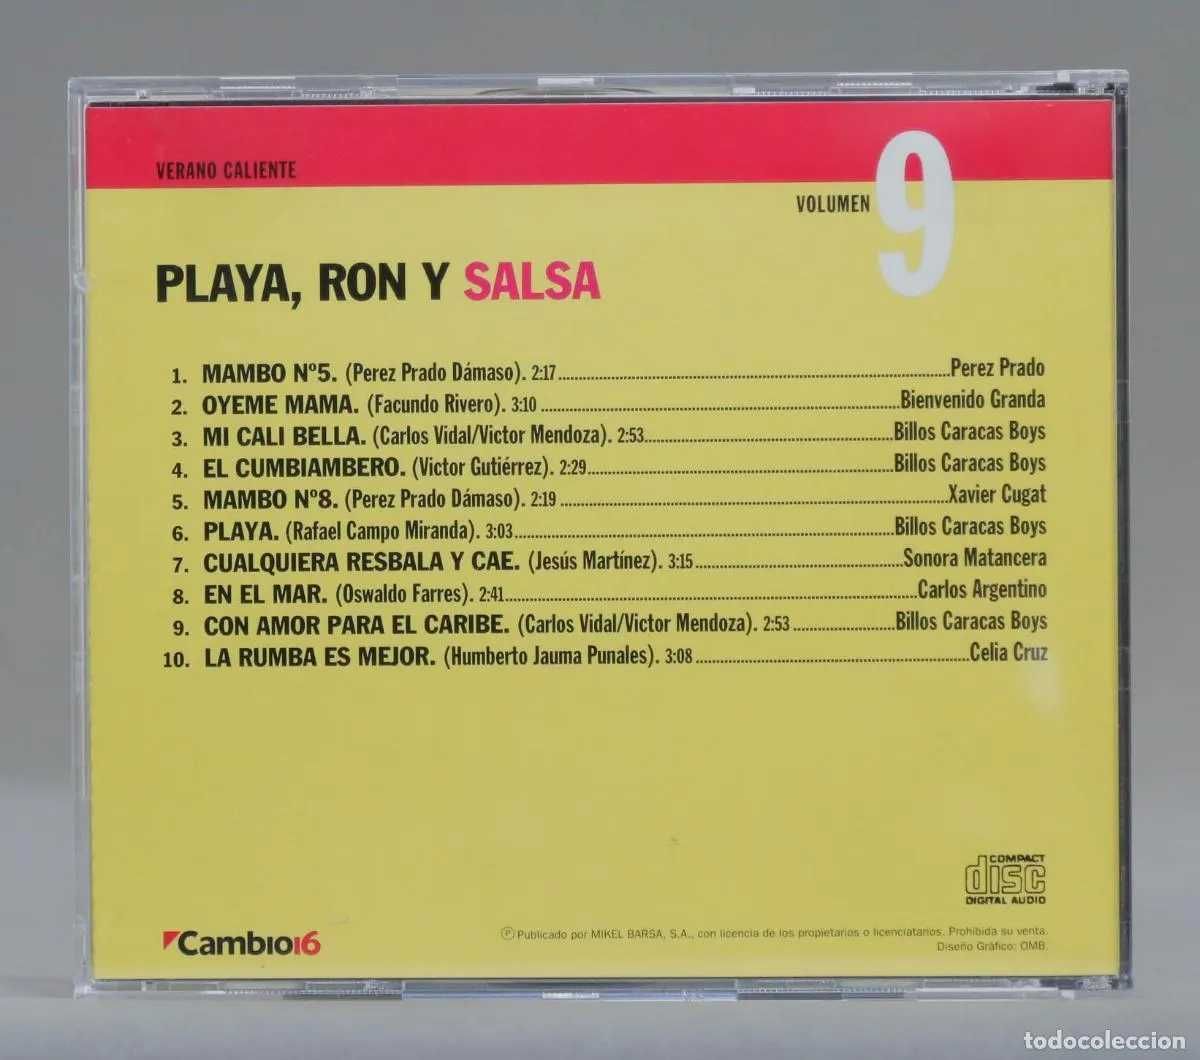 VERANO CALIENTE
VOLUMEN 9
PLAYA, RON Y SALSA
1. MAMBO Nº5. (Perez Prado Dámaso). 2:17 Perez Prado
2. OYEME MAMA. (Facundo Rivero). 3:10 Bienvenido Granda
3. MI CALI BELLA. (Carlos Vidal/Victor Mendoza). 2:53 Billos Caracas Boys
4. EL CUMBIAMBERO. (Victor Gutiérrez). 2:29 Billos Caracas Boys
5. MAMBO Nº8. (Perez Prado Dámaso). 2:19 Xavier Cugat
6. PLAYA. (Rafael Campo Miranda). 3:03 Billos Caracas Boys
7. CUALQUIERA RESBALA Y CAE. (Jesús Martínez). 3:15 Sonora Matancera
8. EN EL MAR. (Oswaldo Farres). 2:41 Carlos Argentino
9. CON AMOR PARA EL CARIBE. (Carlos Vidal/Victor Mendoza). 2:53 Billos Caracas Boys
10. LA RUMBA ES MEJOR. (Humberto Jauma Punales). 3:08 Celia Cruz
COMPACT
disc
DIGITAL AUDIO
Cambio16
℗ Publicado por MIKEL BARSA, S.A., con licencia de los propietarios o licenciatarios. Prohibida su venta.
Diseño Gráfico: OMB.
todocoleccion